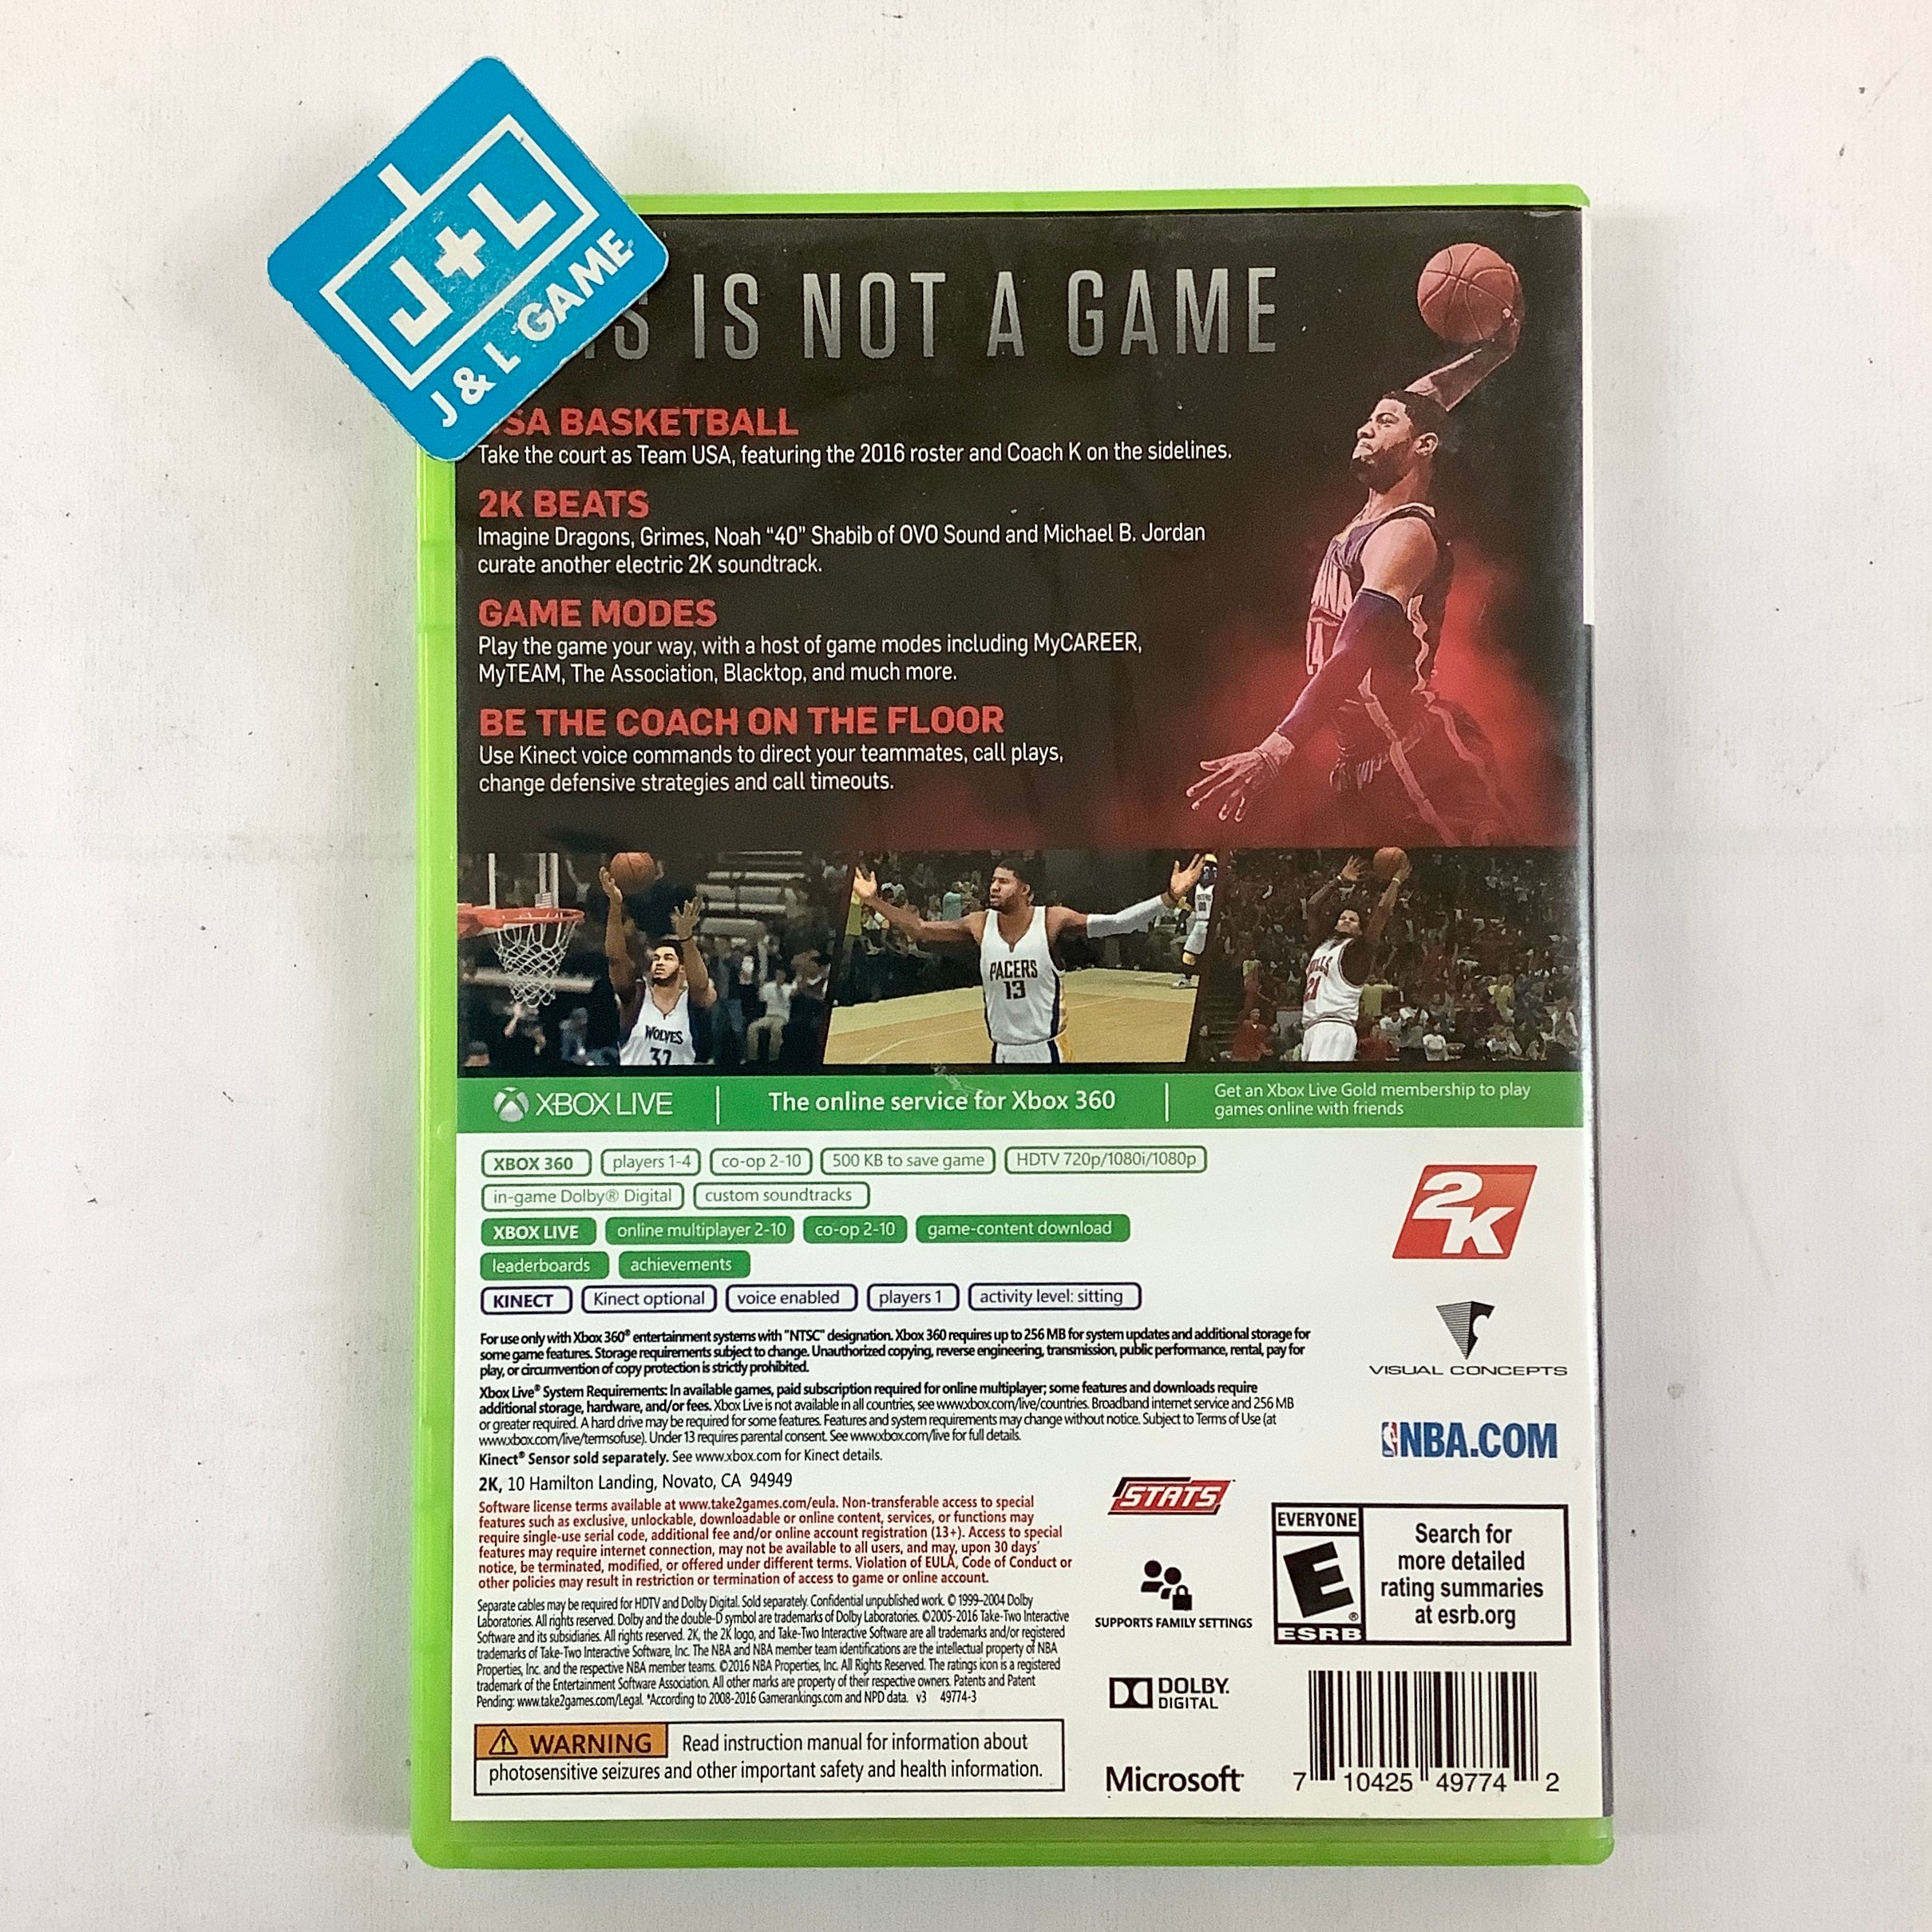 J+L
J & L GAME
IS NOT A GAME
USA BASKETBALL
Take the court as Team USA, featuring the 2016 roster and Coach K on the sidelines.
2K BEATS
Imagine Dragons, Grimes, Noah “40” Shabib of OVO Sound and Michael B. Jordan
curate another electric 2K soundtrack.
GAME MODES
Play the game your way, with a host of game modes including MyCAREER,
MyTEAM, The Association, Blacktop, and much more.
BE THE COACH ON THE FLOOR
Use Kinect voice commands to direct your teammates, call plays,
change defensive strategies and call timeouts.
WOLVES
32
PACERS
13
BULLS
21
XBOX LIVE
The online service for Xbox 360
Get an Xbox Live Gold membership to play
games online with friends
XBOX 360 players 1-4 co-op 2-10 500 KB to save game HDTV 720p/1080i/1080p
in-game Dolby® Digital custom soundtracks
XBOX LIVE online multiplayer 2-10 co-op 2-10 game-content download
leaderboards achievements
KINECT Kinect optional voice enabled players 1 activity level: sitting
2K
VISUAL CONCEPTS
NBA.COM
For use only with Xbox 360® entertainment systems with "NTSC" designation. Xbox 360 requires up to 256 MB for system updates and additional storage for
some game features. Storage requirements subject to change. Unauthorized copying, reverse engineering, transmission, public performance, rental, pay for
play, or circumvention of copy protection is strictly prohibited.
Xbox Live® System Requirements: In available games, paid subscription required for online multiplayer; some features and downloads require
additional storage, hardware, and/or fees. Xbox Live is not available in all countries, see www.xbox.com/live/countries. Broadband internet service and 256 MB
or greater required. A hard drive may be required for some features. Features and system requirements may change without notice. Subject to Terms of Use (at
www.xbox.com/live/termsofuse). Under 13 requires parental consent. See www.xbox.com/live for full details.
Kinect® Sensor sold separately. See www.xbox.com for Kinect details.
2K, 10 Hamilton Landing, Novato, CA 94949
Software license terms available at www.take2games.com/eula. Non-transferable access to special
features such as exclusive, unlockable, downloadable or online content, services, or functions may
require single-use serial code, additional fee and/or online account registration (13+). Access to special
features may require internet connection, may not be available to all users, and may, upon 30 days'
notice, be terminated, modified, or offered under different terms. Violation of EULA, Code of Conduct or
other policies may result in restriction or termination of access to game or online account.
Separate cables may be required for HDTV and Dolby Digital. Sold separately. Confidential unpublished work. © 1999–2004 Dolby
Laboratories. All rights reserved. Dolby and the double-D symbol are trademarks of Dolby Laboratories. ©2005-2016 Take-Two Interactive
Software and its subsidiaries. All rights reserved. 2K, the 2K logo, and Take-Two Interactive Software are all trademarks and/or registered
trademarks of Take-Two Interactive Software, Inc. The NBA and NBA member team identifications are the intellectual property of NBA
Properties, Inc. and the respective NBA member teams. ©2016 NBA Properties, Inc. All Rights Reserved. The ratings icon is a registered
trademark of the Entertainment Software Association. All other marks are property of their respective owners. Patents and Patent
Pending: www.take2games.com/Legal. *According to 2008-2016 Gamerankings.com and NPD data. v3 49774-3
WARNING Read instruction manual for information about
photosensitive seizures and other important safety and health information.
STATS
SUPPORTS FAMILY SETTINGS
DOLBY.
DIGITAL
Microsoft
EVERYONE
E
ESRB
Search for
more detailed
rating summaries
at esrb.org
7 10425 49774 2